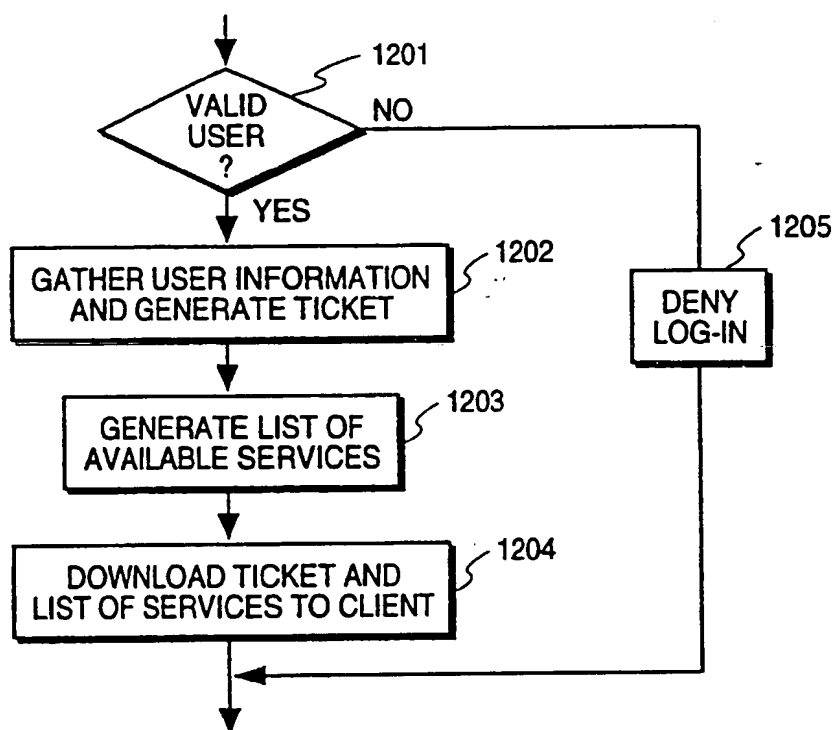 1201
VALID
USER
?
NO
YES
1202
GATHER USER INFORMATION
AND GENERATE TICKET
1205
DENY
LOG-IN
1203
GENERATE LIST OF
AVAILABLE SERVICES
1204
DOWNLOAD TICKET AND
LIST OF SERVICES TO CLIENT